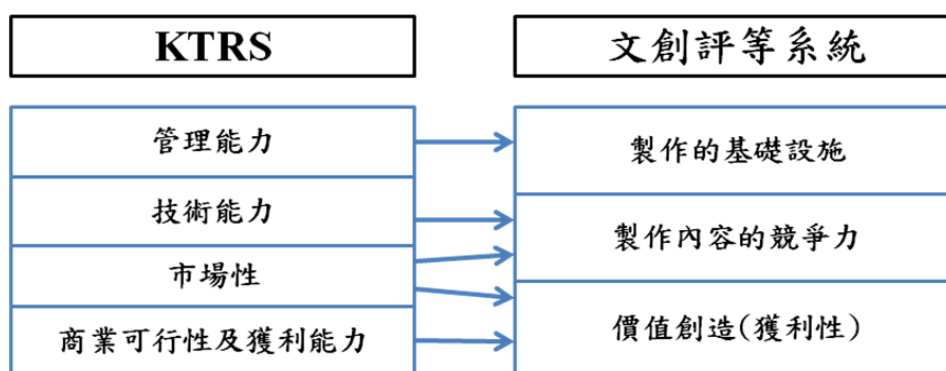 KTRS
文創評等系統
管理能力
技術能力
市場性
商業可行性及獲利能力
製作的基礎設施
製作內容的競爭力
價值創造(獲利性)